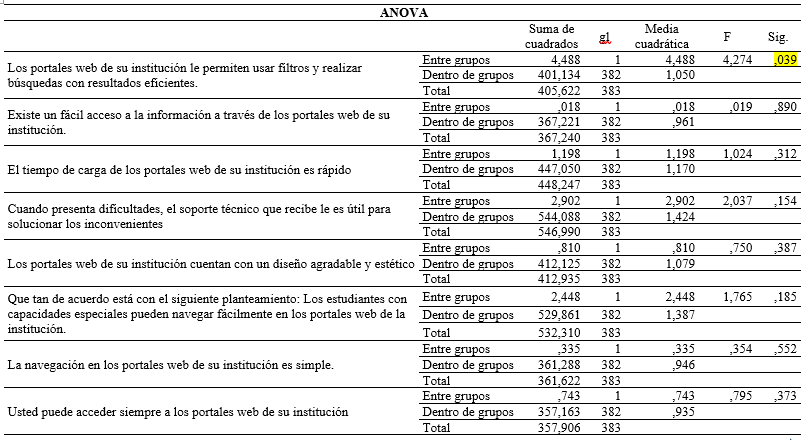 ANOVA
Suma de cuadrados gl Media cuadrática F Sig.
Los portales web de su institución le permiten usar filtros y realizar búsquedas con resultados eficientes.
Entre grupos 4,488 1 4,488 4,274 ,039
Dentro de grupos 401,134 382 1,050
Total 405,622 383
Existe un fácil acceso a la información a través de los portales web de su institución.
Entre grupos ,018 1 ,018 ,019 ,890
Dentro de grupos 367,221 382 ,961
Total 367,240 383
El tiempo de carga de los portales web de su institución es rápido
Entre grupos 1,198 1 1,198 1,024 ,312
Dentro de grupos 447,050 382 1,170
Total 448,247 383
Cuando presenta dificultades, el soporte técnico que recibe le es útil para solucionar los inconvenientes
Entre grupos 2,902 1 2,902 2,037 ,154
Dentro de grupos 544,088 382 1,424
Total 546,990 383
Los portales web de su institución cuentan con un diseño agradable y estético
Entre grupos ,810 1 ,810 ,750 ,387
Dentro de grupos 412,125 382 1,079
Total 412,935 383
Que tan de acuerdo está con el siguiente planteamiento: Los estudiantes con capacidades especiales pueden navegar fácilmente en los portales web de la institución.
Entre grupos 2,448 1 2,448 1,765 ,185
Dentro de grupos 529,861 382 1,387
Total 532,310 383
La navegación en los portales web de su institución es simple.
Entre grupos ,335 1 ,335 ,354 ,552
Dentro de grupos 361,288 382 ,946
Total 361,622 383
Usted puede acceder siempre a los portales web de su institución
Entre grupos ,743 1 ,743 ,795 ,373
Dentro de grupos 357,163 382 ,935
Total 357,906 383